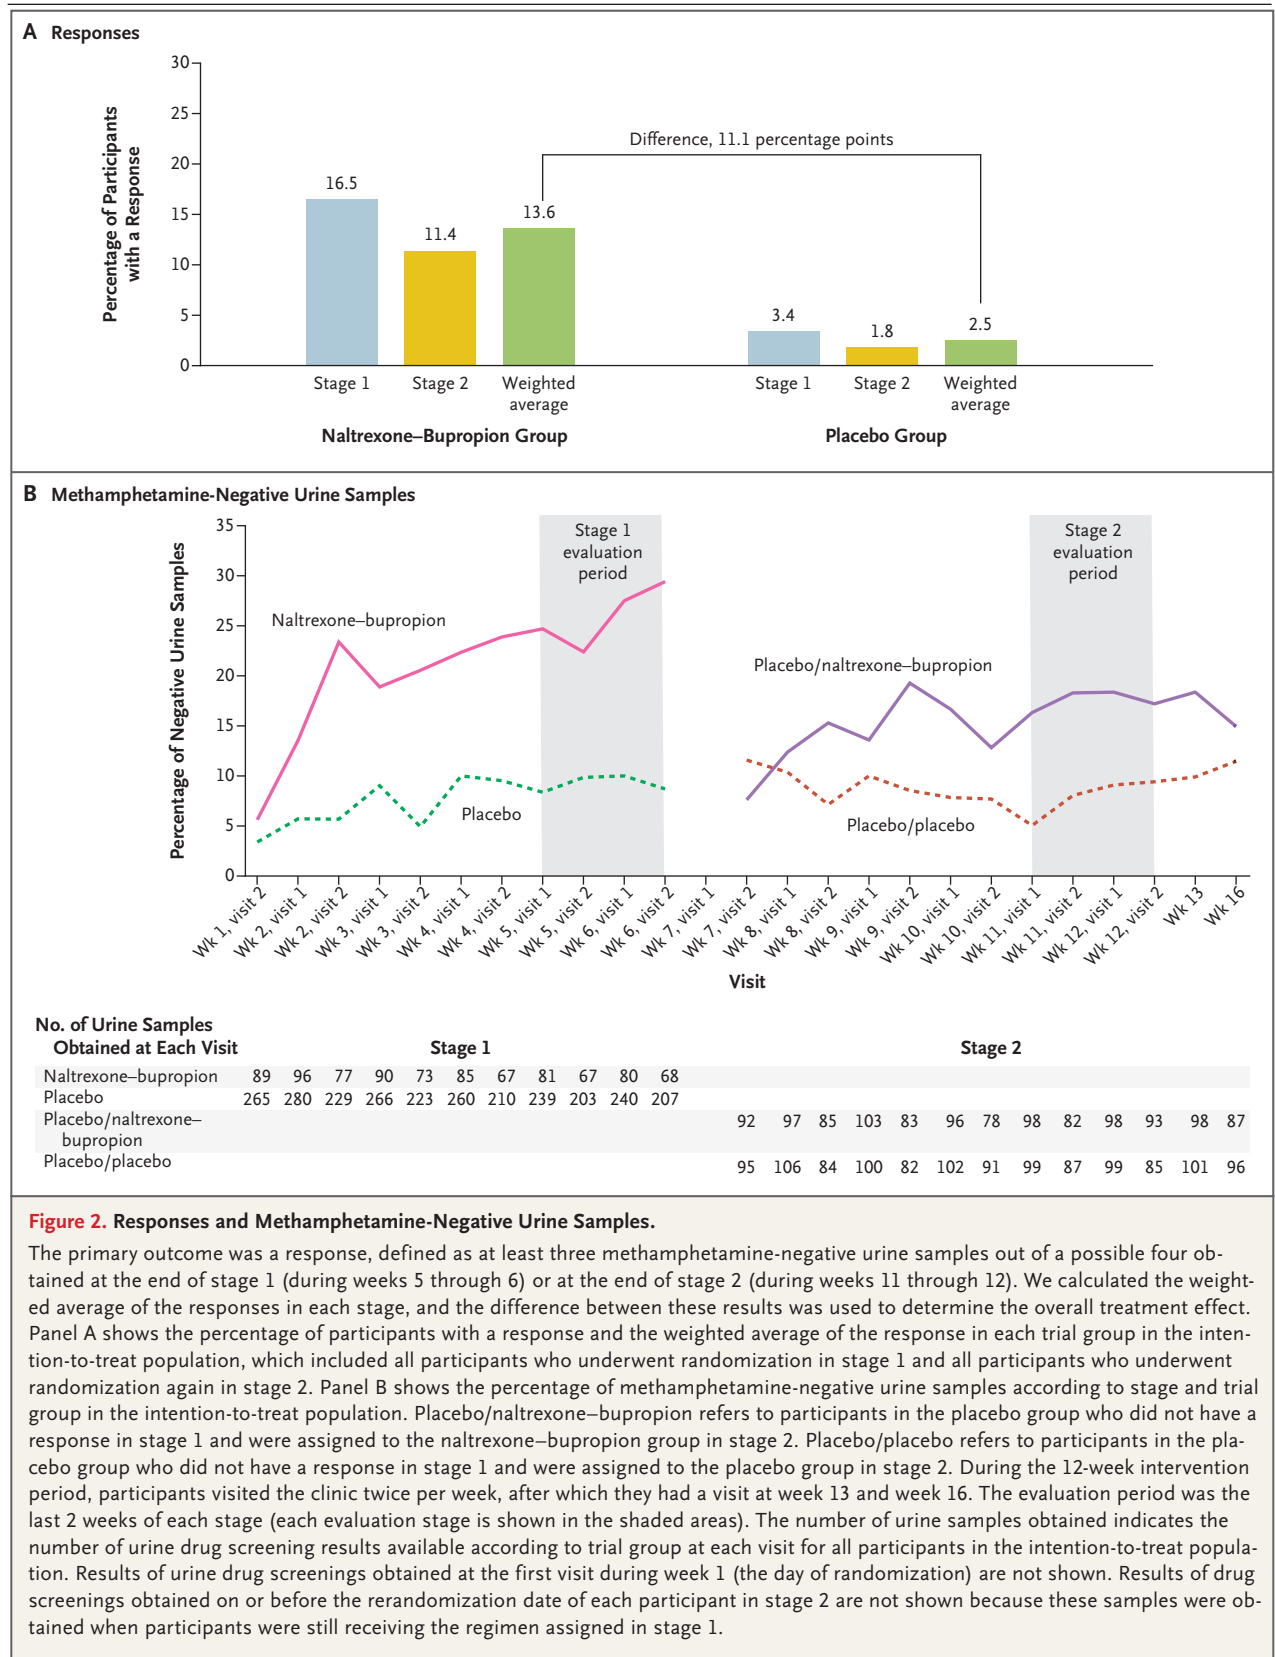 A Responses
30
25
20
15
10
5
0
Percentage of Participants
with a Response
Difference, 11.1 percentage points
16.5
11.4
13.6
3.4
1.8
2.5
Stage 1
Stage 2
Weighted
average
Stage 1
Stage 2
Weighted
average
Naltrexone–Bupropion Group
Placebo Group
B Methamphetamine-Negative Urine Samples
35
30
25
20
15
10
5
0
Percentage of Negative Urine Samples
Stage 1
evaluation
period
Stage 2
evaluation
period
Naltrexone–bupropion
Placebo
Placebo/naltrexone–bupropion
Placebo/placebo
Wk 1, visit 2
Wk 2, visit 1
Wk 2, visit 2
Wk 3, visit 1
Wk 3, visit 2
Wk 4, visit 1
Wk 4, visit 2
Wk 5, visit 1
Wk 5, visit 2
Wk 6, visit 1
Wk 6, visit 2
Wk 7, visit 1
Wk 7, visit 2
Wk 8, visit 1
Wk 8, visit 2
Wk 9, visit 1
Wk 9, visit 2
Wk 10, visit 1
Wk 10, visit 2
Wk 11, visit 1
Wk 11, visit 2
Wk 12, visit 1
Wk 12, visit 2
Wk 13
Wk 16
Visit
No. of Urine Samples
Obtained at Each Visit Stage 1 Stage 2
Naltrexone–bupropion 89 96 77 90 73 85 67 81 67 80 68
Placebo 265 280 229 266 223 260 210 239 203 240 207
Placebo/naltrexone– 92 97 85 103 83 96 78 98 82 98 93 98 87
bupropion
Placebo/placebo 95 106 84 100 82 102 91 99 87 99 85 101 96
Figure 2. Responses and Methamphetamine-Negative Urine Samples.
The primary outcome was a response, defined as at least three methamphetamine-negative urine samples out of a possible four ob-
tained at the end of stage 1 (during weeks 5 through 6) or at the end of stage 2 (during weeks 11 through 12). We calculated the weight-
ed average of the responses in each stage, and the difference between these results was used to determine the overall treatment effect.
Panel A shows the percentage of participants with a response and the weighted average of the response in each trial group in the inten-
tion-to-treat population, which included all participants who underwent randomization in stage 1 and all participants who underwent
randomization again in stage 2. Panel B shows the percentage of methamphetamine-negative urine samples according to stage and trial
group in the intention-to-treat population. Placebo/naltrexone–bupropion refers to participants in the placebo group who did not have a
response in stage 1 and were assigned to the naltrexone–bupropion group in stage 2. Placebo/placebo refers to participants in the pla-
cebo group who did not have a response in stage 1 and were assigned to the placebo group in stage 2. During the 12-week intervention
period, participants visited the clinic twice per week, after which they had a visit at week 13 and week 16. The evaluation period was the
last 2 weeks of each stage (each evaluation stage is shown in the shaded areas). The number of urine samples obtained indicates the
number of urine drug screening results available according to trial group at each visit for all participants in the intention-to-treat popula-
tion. Results of urine drug screenings obtained at the first visit during week 1 (the day of randomization) are not shown. Results of drug
screenings obtained on or before the rerandomization date of each participant in stage 2 are not shown because these samples were ob-
tained when participants were still receiving the regimen assigned in stage 1.